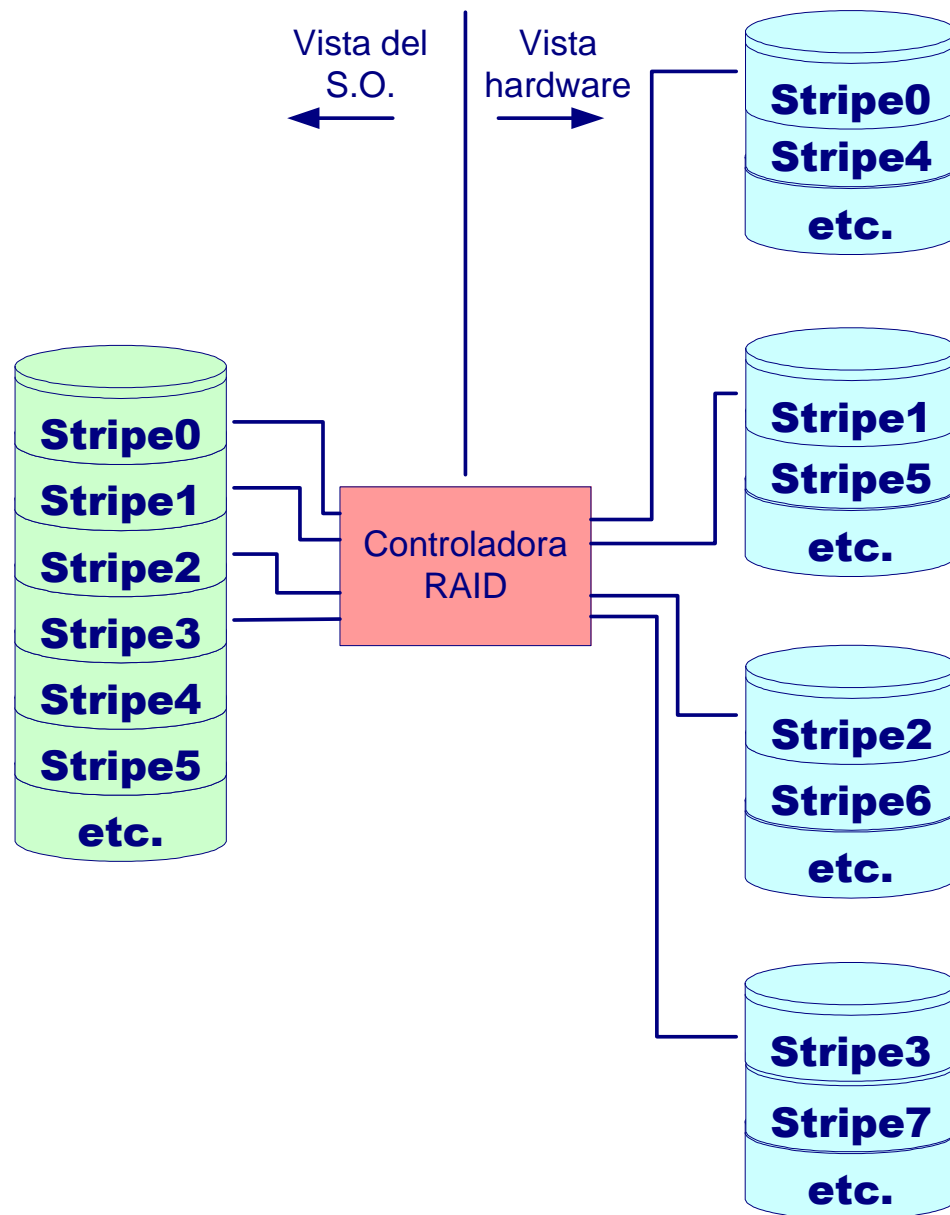 Vista del
S.O.
Vista
hardware
Stripe0
Stripe1
Stripe2
Stripe3
Stripe4
Stripe5
etc.
Controladora
RAID
Stripe0
Stripe4
etc.
Stripe1
Stripe5
etc.
Stripe2
Stripe6
etc.
Stripe3
Stripe7
etc.